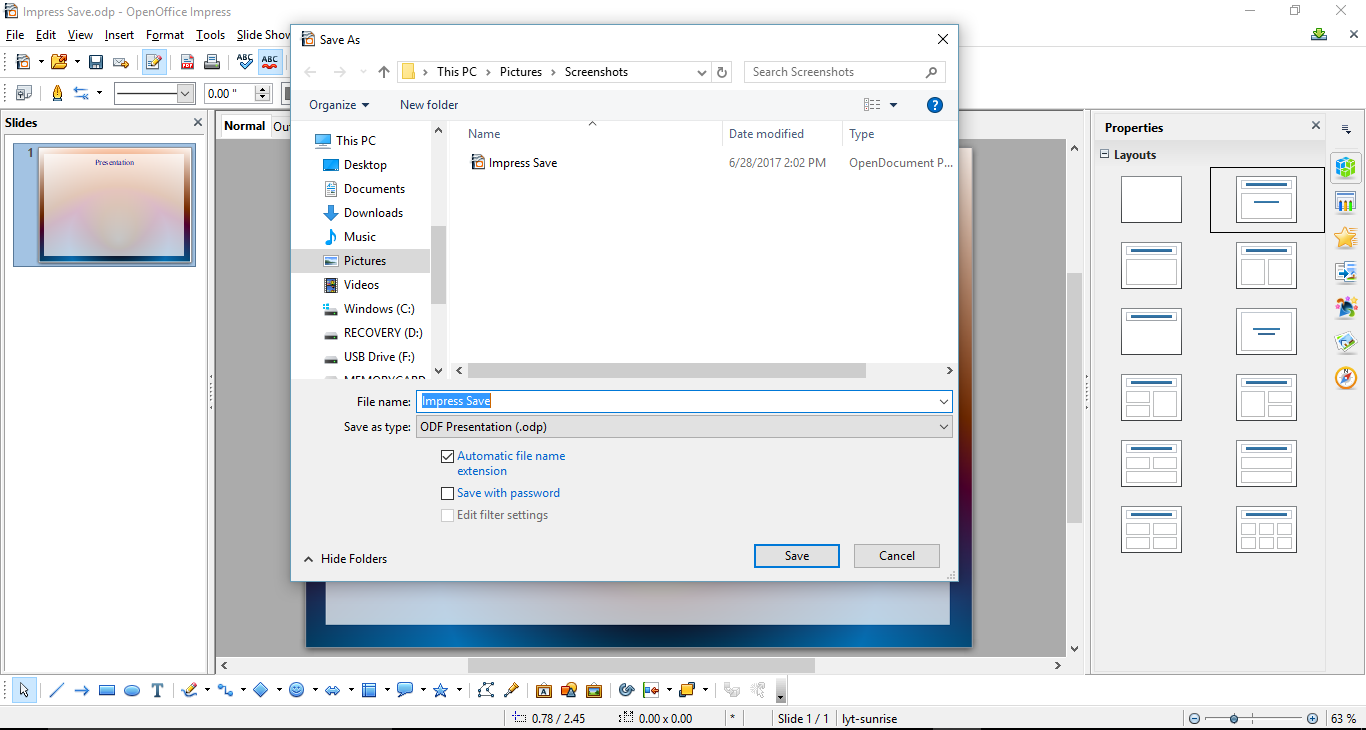 Impress Save.odp - OpenOffice Impress
File Edit View Insert Format Tools Slide Show
ABC ABC
0.00 "
Slides
1
Presentation
Normal Ou
Save As
This PC Pictures Screenshots
Search Screenshots
Organize New folder
?
This PC
Desktop
Documents
Downloads
Music
Pictures
Videos
Windows (C:)
RECOVERY (D:)
USB Drive (F:)
MEMORYCARD
Name Date modified Type
Impress Save 6/28/2017 2:02 PM OpenDocument P...
File name: Impress Save
Save as type: ODF Presentation (.odp)
Automatic file name
extension
Save with password
Edit filter settings
Hide Folders
Save Cancel
Properties
Layouts
T
A
0.78 / 2.45 0.00 x 0.00 * Slide 1 / 1 lyt-sunrise 63 %